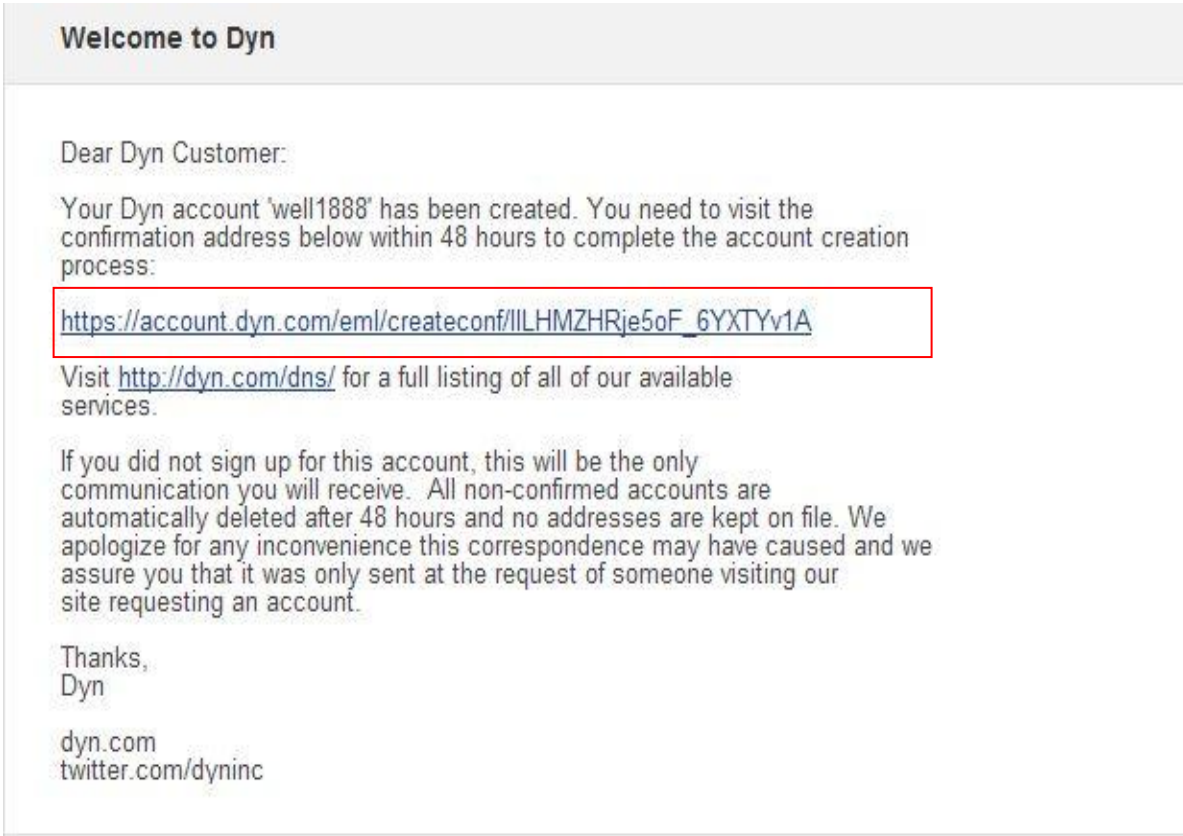 Welcome to Dyn
Dear Dyn Customer:
Your Dyn account 'well1888' has been created. You need to visit the
confirmation address below within 48 hours to complete the account creation
process:
https://account.dyn.com/eml/createconf/llLHMZHRje5oF_6YXTYv1A
Visit http://dyn.com/dns/ for a full listing of all of our available
services.
If you did not sign up for this account, this will be the only
communication you will receive.  All non-confirmed accounts are
automatically deleted after 48 hours and no addresses are kept on file. We
apologize for any inconvenience this correspondence may have caused and we
assure you that it was only sent at the request of someone visiting our
site requesting an account.
Thanks,
Dyn
dyn.com
twitter.com/dyninc